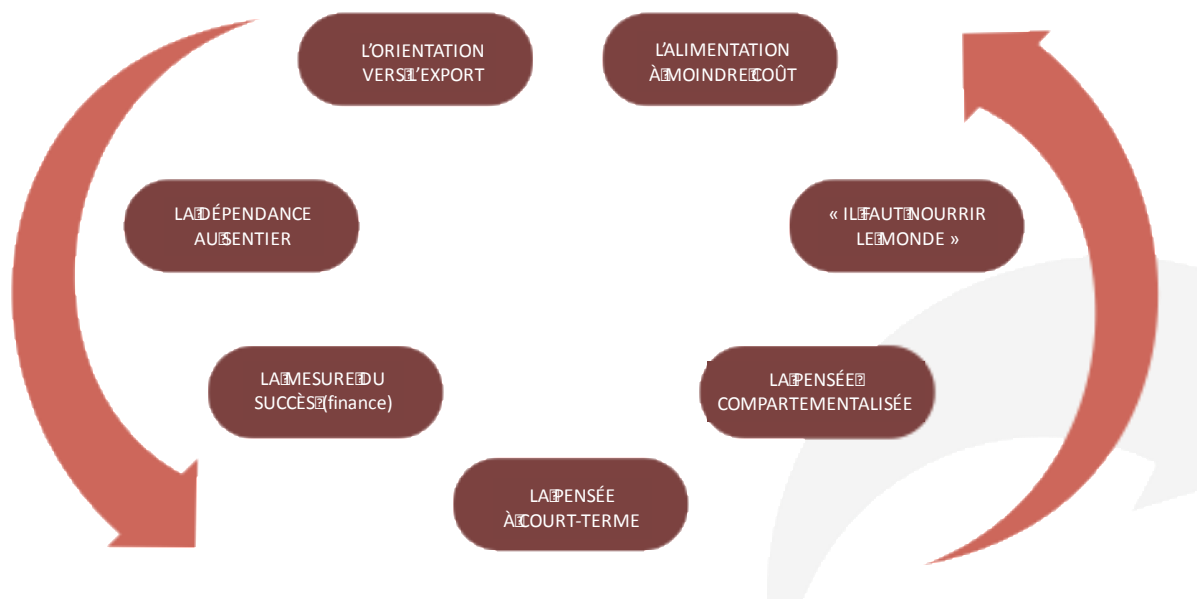 L'ORIENTATION
VERS L'EXPORT
L'ALIMENTATION
À MOINDRE COÛT
LA DÉPENDANCE
AU SENTIER
« IL FAUT NOURRIR
LE MONDE »
LA MESURE DU
SUCCÈS (finance)
LA PENSÉE
COMPARTEMENTALISÉE
LA PENSÉE
À COURT-TERME